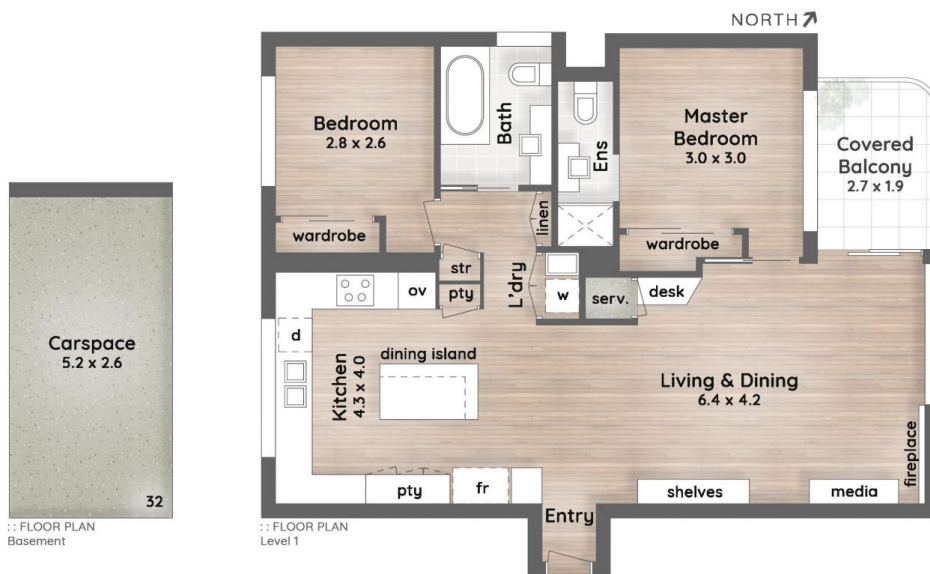 NORTH
Bedroom
2.8 x 2.6
Bath
Ens
Master
Bedroom
3.0 x 3.0
Covered
Balcony
2.7 x 1.9
wardrobe
linen
wardrobe
str
pty
L'dry
w
serv.
desk
ov
d
Kitchen
4.3 x 4.0
dining island
Living & Dining
6.4 x 4.2
fireplace
pty
fr
shelves
media
Entry
:: FLOOR PLAN
Level 1
Carspace
5.2 x 2.6
32
:: FLOOR PLAN
Basement